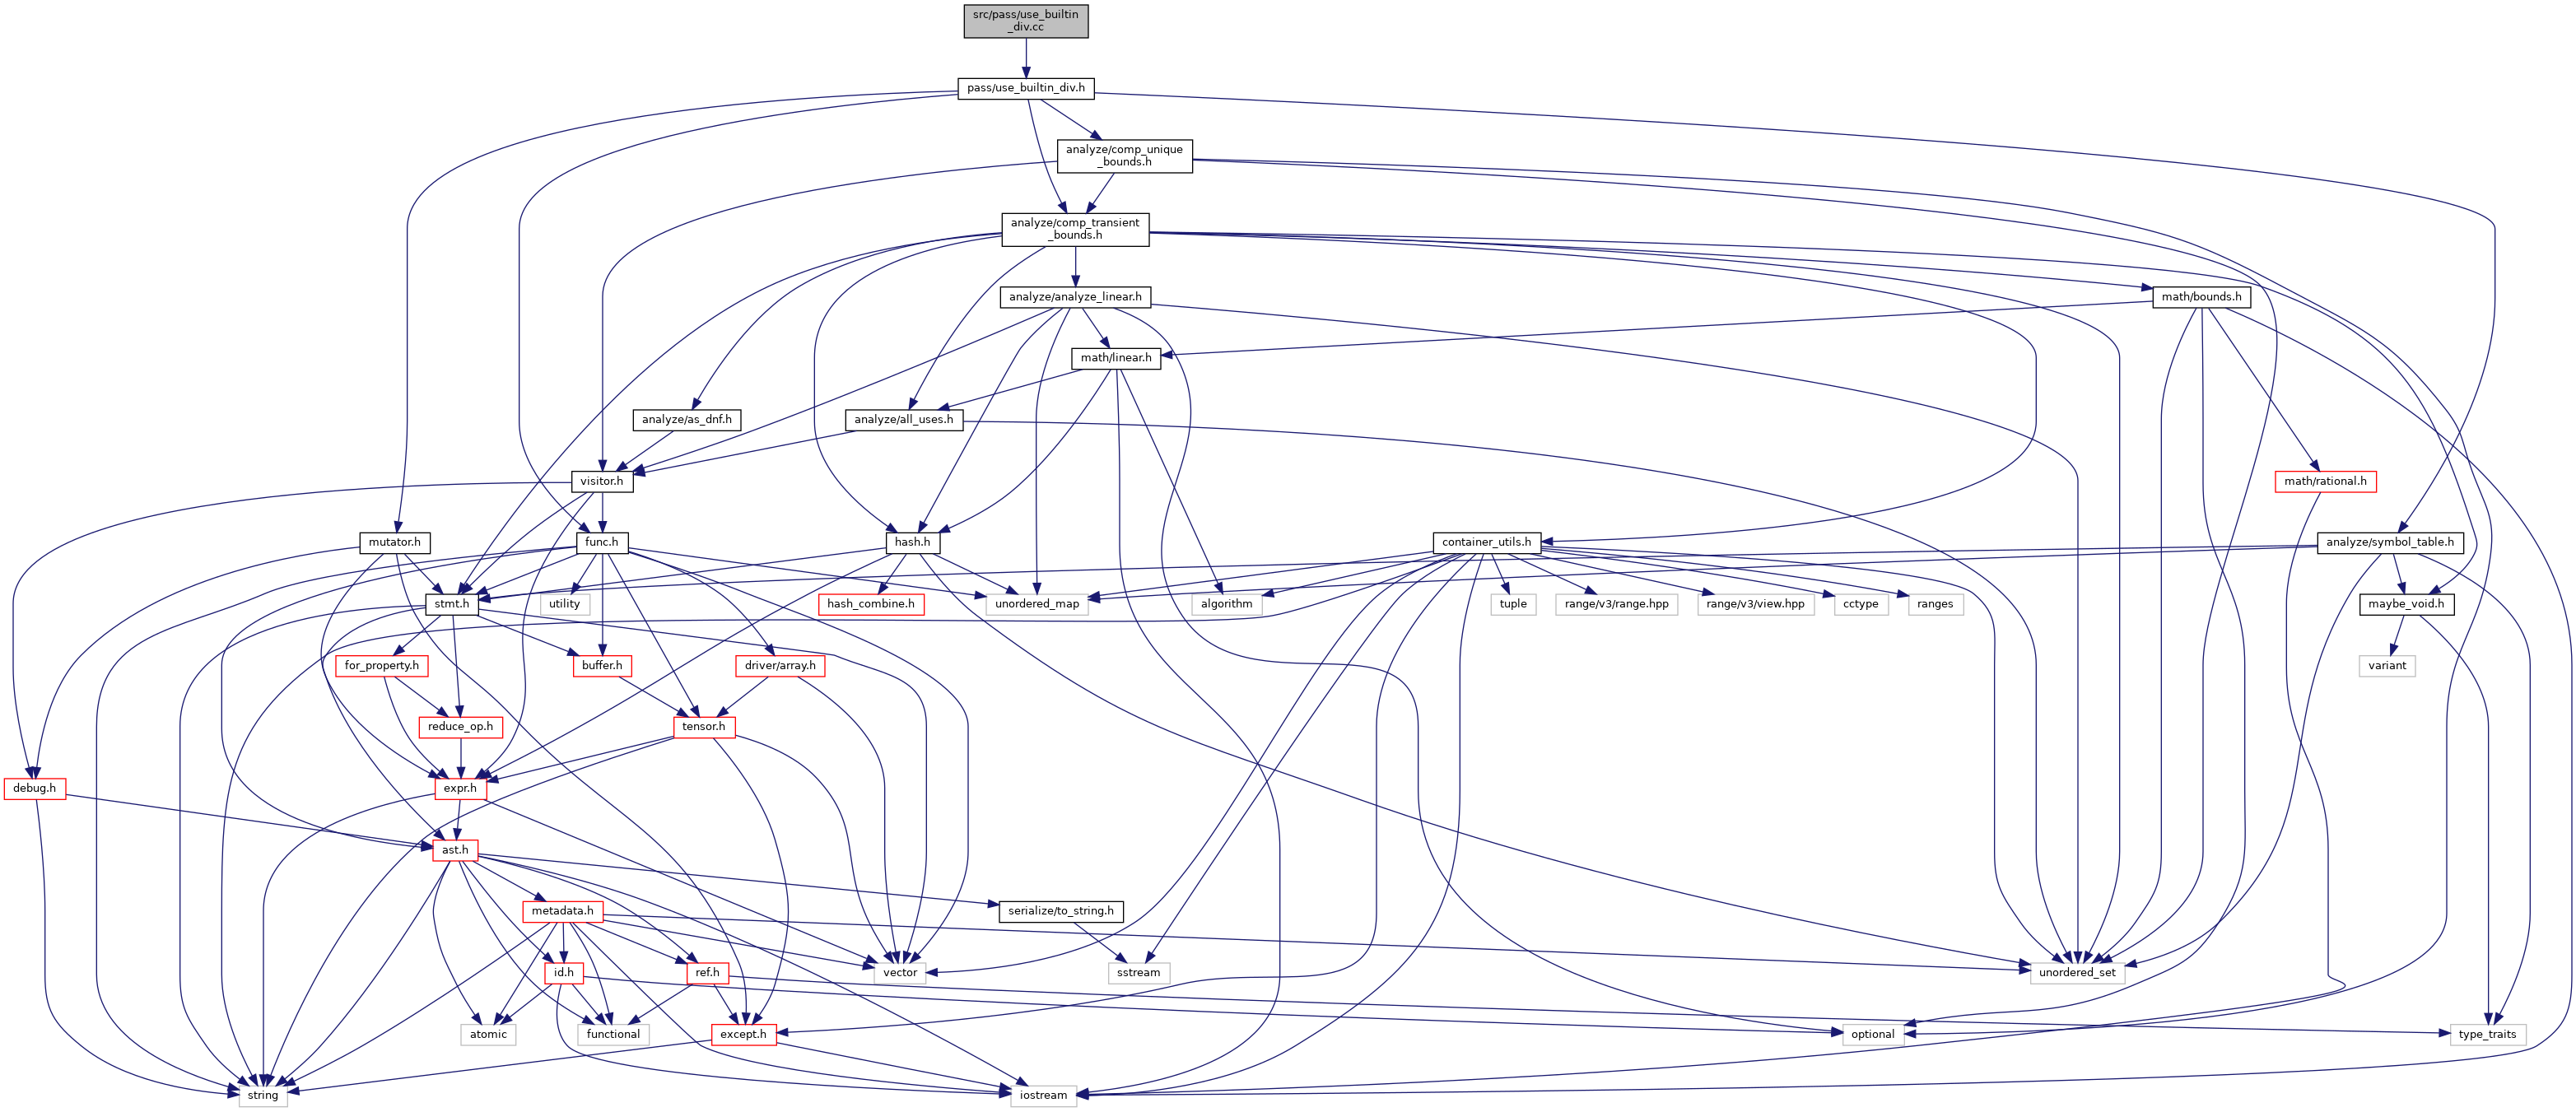 src/pass/use_builtin
_div.cc
pass/use_builtin_div.h
analyze/comp_unique
_bounds.h
analyze/comp_transient
_bounds.h
analyze/analyze_linear.h
math/bounds.h
math/linear.h
analyze/as_dnf.h
analyze/all_uses.h
visitor.h
math/rational.h
mutator.h
func.h
hash.h
container_utils.h
analyze/symbol_table.h
stmt.h
utility
hash_combine.h
unordered_map
algorithm
tuple
range/v3/range.hpp
range/v3/view.hpp
cctype
ranges
maybe_void.h
for_property.h
buffer.h
driver/array.h
variant
reduce_op.h
tensor.h
debug.h
expr.h
ast.h
metadata.h
serialize/to_string.h
id.h
ref.h
vector
sstream
unordered_set
atomic
functional
except.h
optional
type_traits
string
iostream